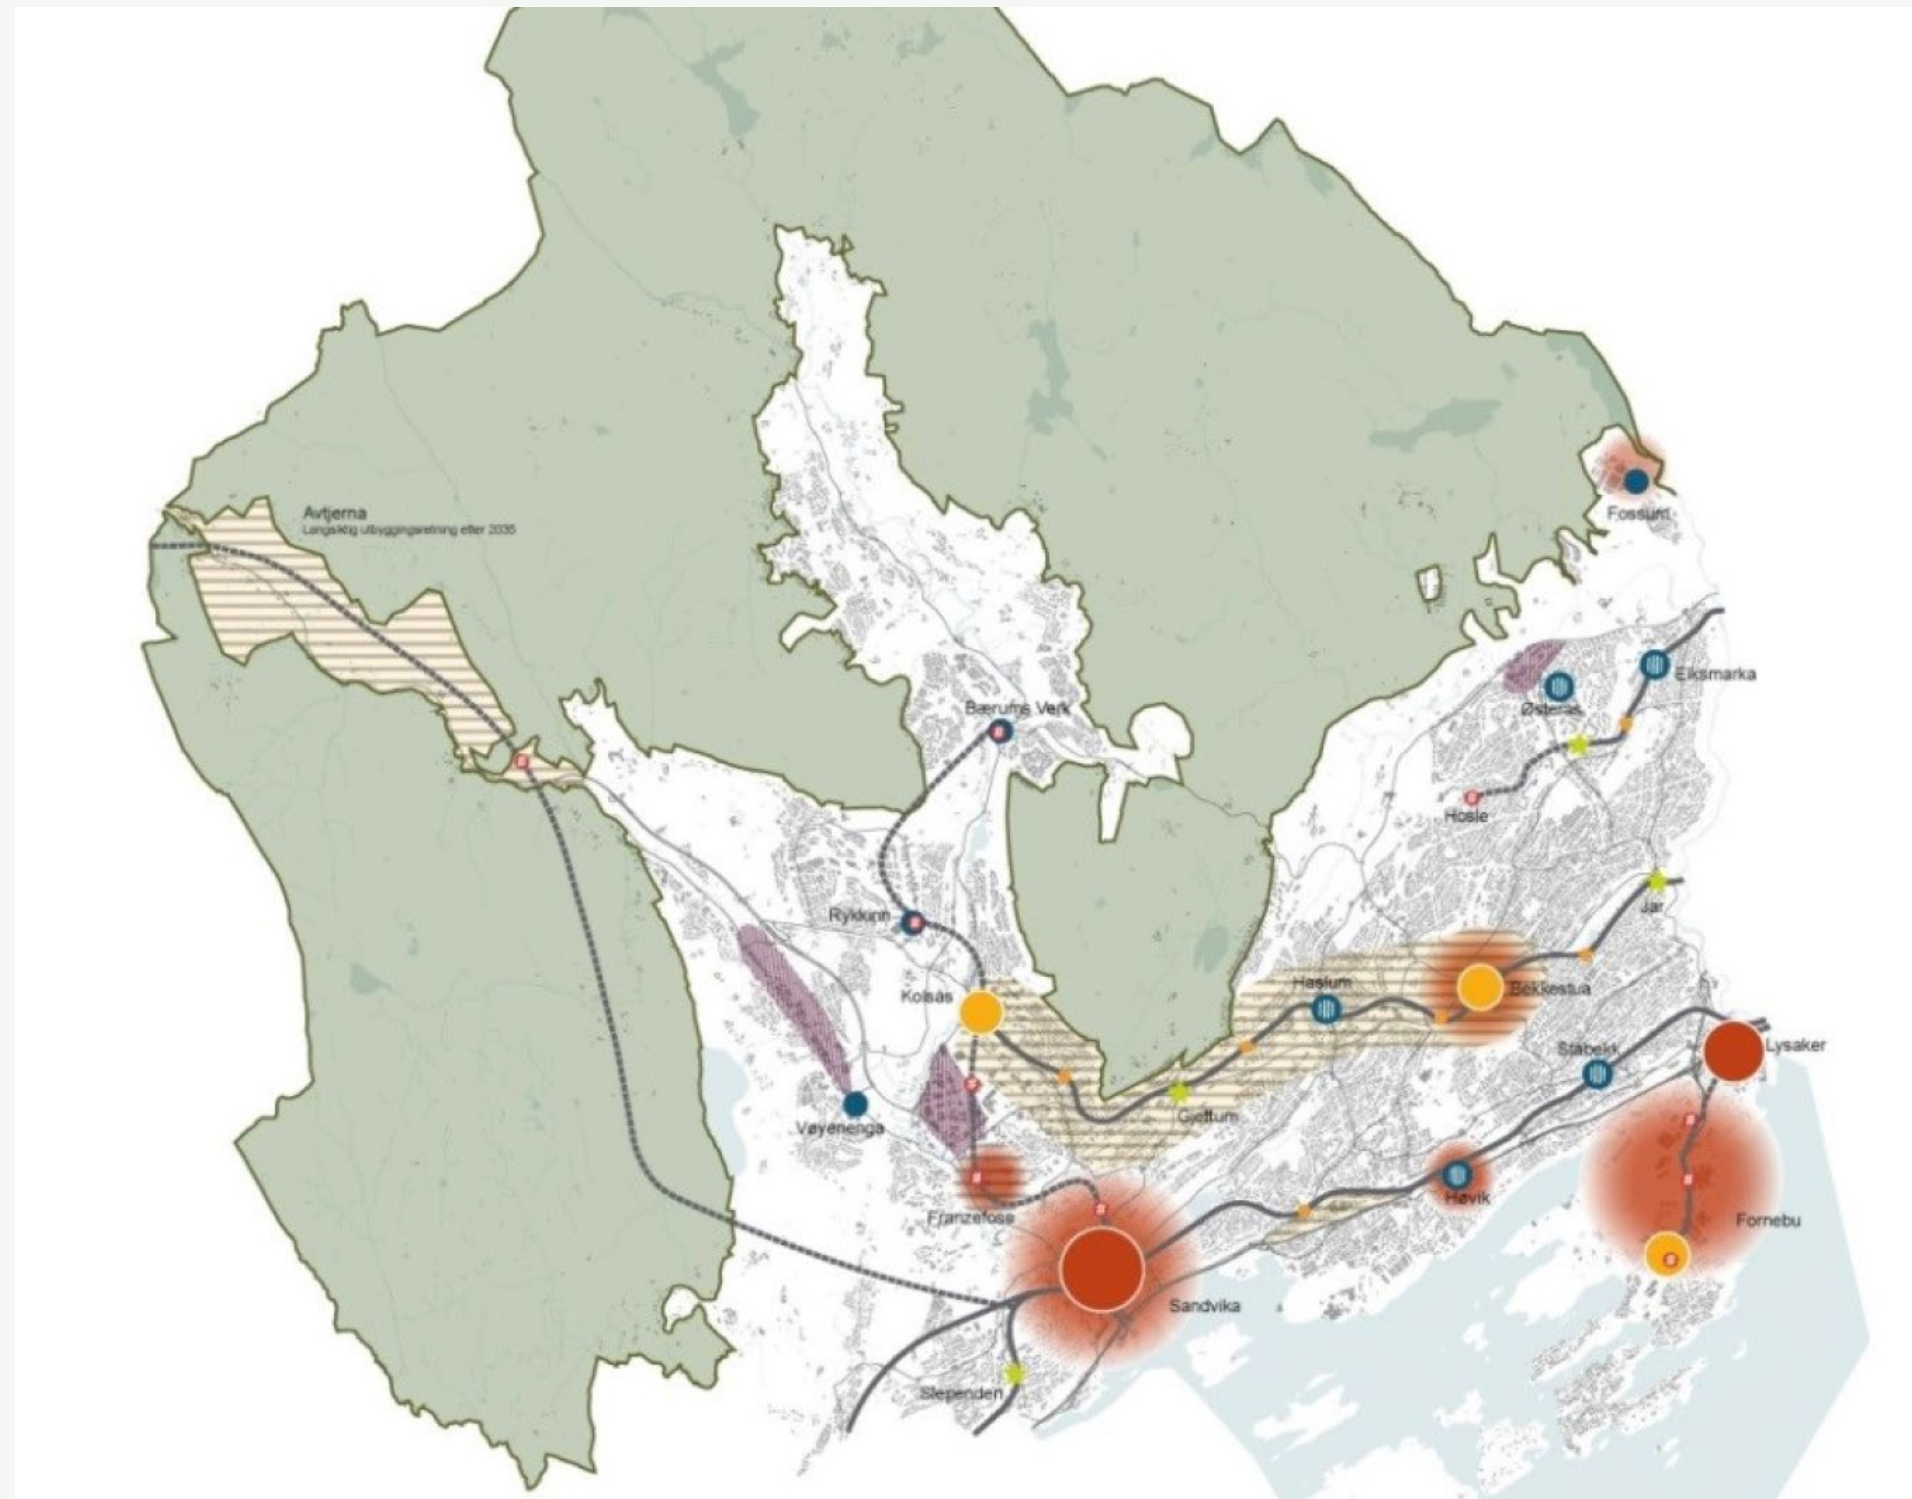 Avtjerna
Langsiktig utbyggingsretning etter 2035
Fossum
Eiksmarka
Østerås
Bærums Verk
Hosle
Jar
Rykkinn
Kolsås
Haslum
Bekkestua
Stabekk
Lysaker
Gjettum
Vøyenenga
Høvik
Franzefoss
Fornebu
Sandvika
Slependen